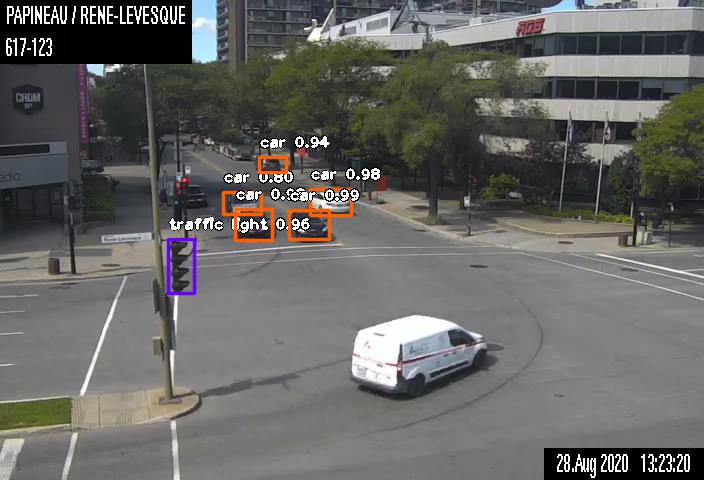 PAPINEAU / RENE-LEVESQUE
617-123
CHOM
car 0.94
car 0.80
car 0.98
car 0.99
traffic light 0.96
28.Aug 2020 13:23:20